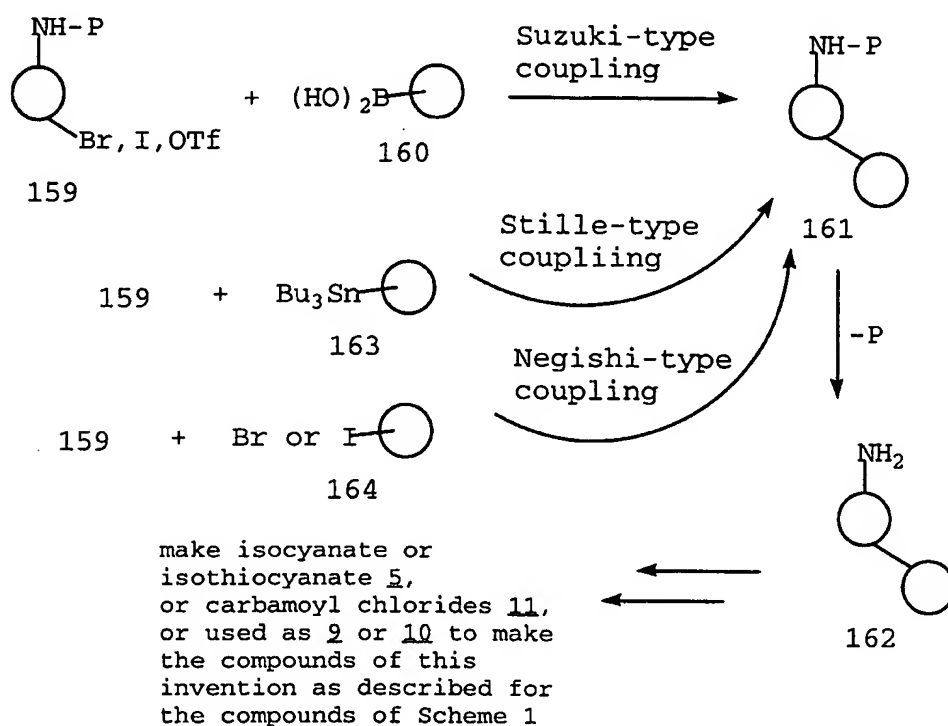 NH-P
Br, I, OTf
159
+
(HO)₂B
160
Suzuki-type
coupling
NH-P
161
159 + Bu₃Sn
163
Stille-type
coupliing
159 + Br or I
164
Negishi-type
coupling
-P
NH₂
162
make isocyanate or
isothiocyanate 5,
or carbamoyl chlorides 11,
or used as 9 or 10 to make
the compounds of this
invention as described for
the compounds of Scheme 1